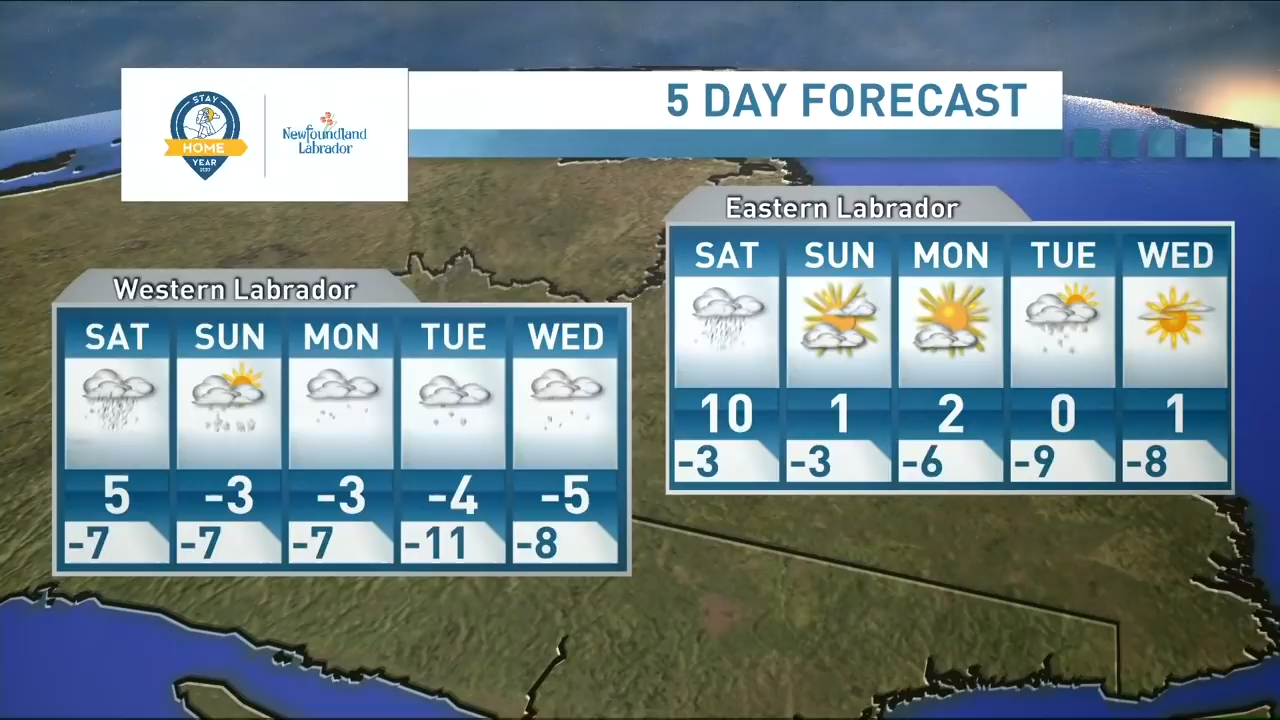 5 DAY FORECAST
STAY
HOME
YEAR
Newfoundland
Labrador
Eastern Labrador
SAT SUN MON TUE WED
10 1 2 0 1
-3 -3 -6 -9 -8
Western Labrador
SAT SUN MON TUE WED
5 -3 -3 -4 -5
-7 -7 -7 -11 -8